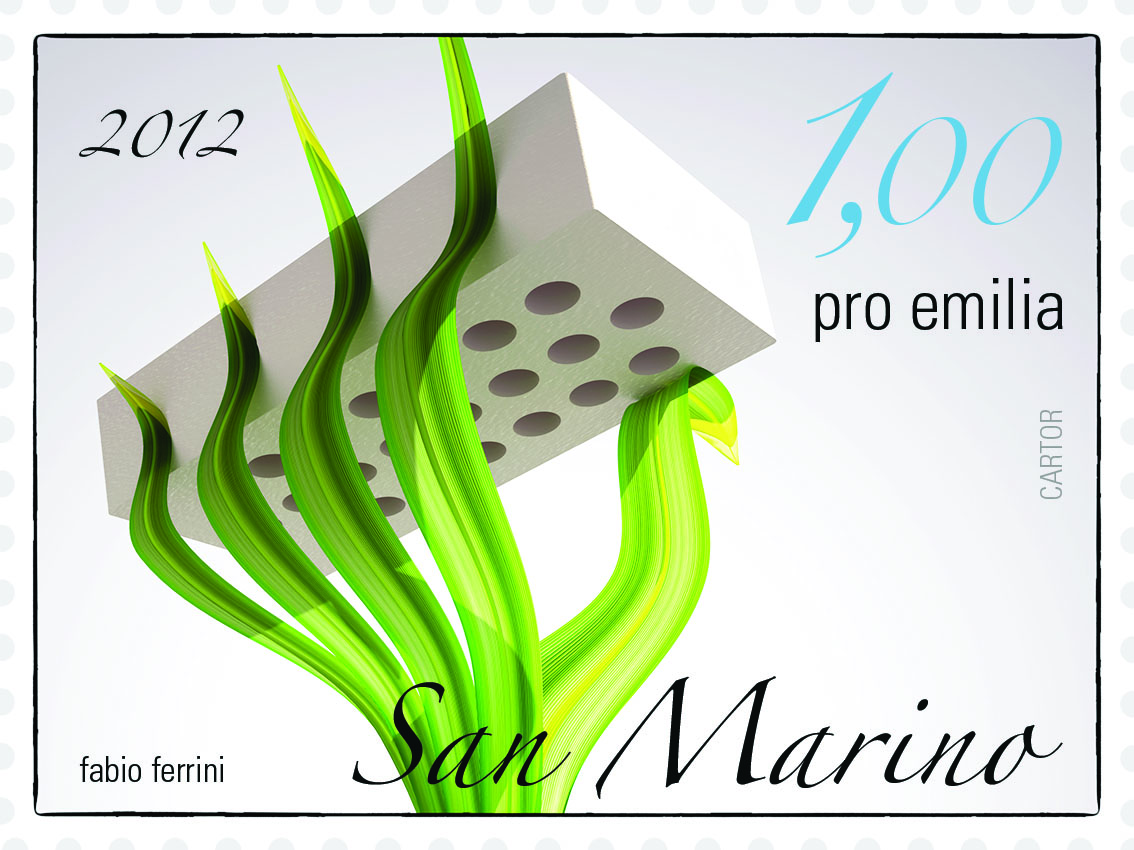 2012
1,00
pro emilia
CARTOR
San Marino
fabio ferrini